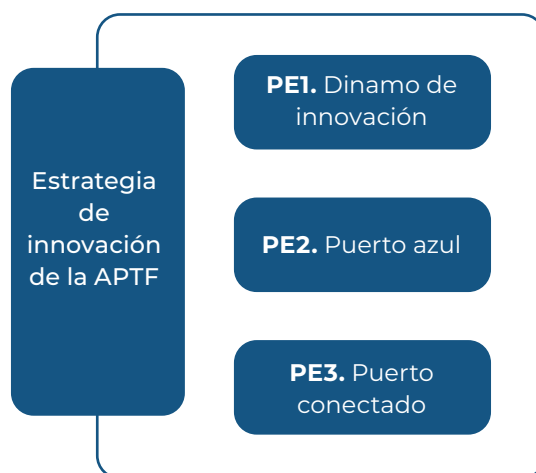 Estrategia
de
innovación
de la APTF
PE1. Dinamo de
innovación
PE2. Puerto azul
PE3. Puerto
conectado